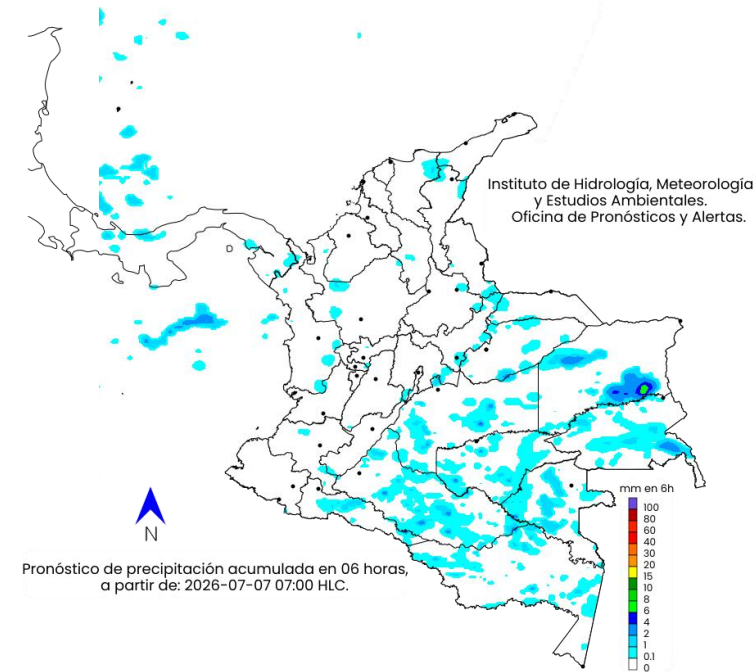 Instituto de Hidrología, Meteorología
y Estudios Ambientales.
Oficina de Pronósticos y Alertas.
N
Pronóstico de precipitación acumulada en 06 horas,
a partir de: 2026-07-07 07:00 HLC.
mm en 6h
100
80
60
40
30
20
15
10
8
6
4
2
1
0.1
0